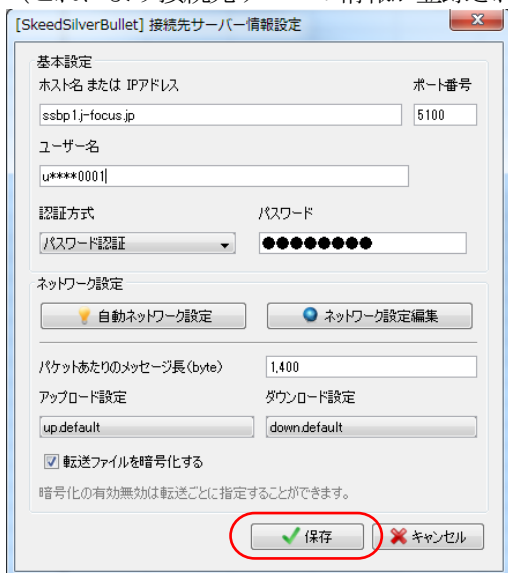 [SkeedSilverBullet] 接続先サーバー情報設定
基本設定
ホスト名 または IPアドレス ポート番号
ssbp1.j-focus.jp 5100
ユーザー名
u****0001
認証方式 パスワード
パスワード認証 ●●●●●●●●
ネットワーク設定
自動ネットワーク設定 ネットワーク設定編集
パケットあたりのメッセージ長(byte) 1,400
アップロード設定 ダウンロード設定
up.default down.default
転送ファイルを暗号化する
暗号化の有効無効は転送ごとに指定することができます。
保存 キャンセル